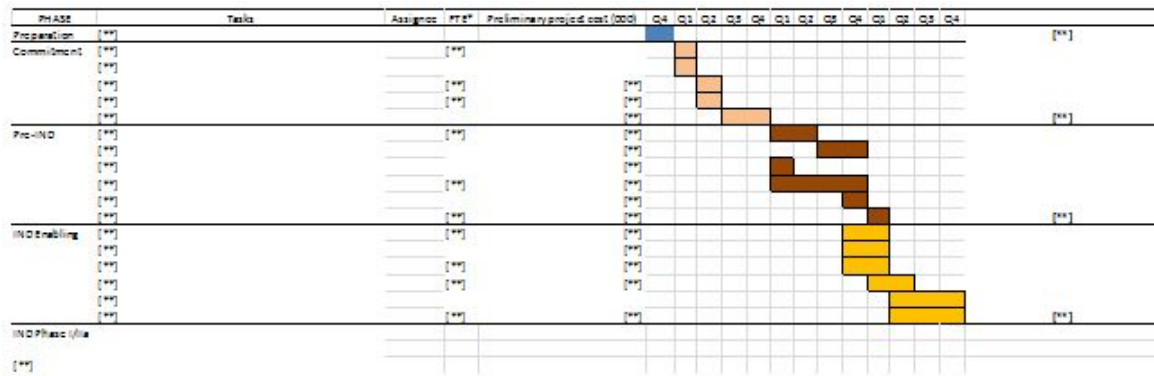 PHASE Tasks Assignee FTE* Preliminary project cost (000) Q4 Q1 Q2 Q3 Q4 Q1 Q2 Q3 Q4 Q1 Q2 Q3 Q4
Preparation [**] [**]
Commitment [**] [**]
[**]
[**] [**] [**]
[**] [**] [**]
[**] [**] [**]
Pre-IND [**] [**] [**]
[**] [**]
[**] [**]
[**] [**] [**]
[**] [**]
[**] [**] [**] [**]
IND Enabling [**] [**] [**]
[**] [**]
[**] [**] [**]
[**] [**] [**]
[**]
[**] [**] [**] [**]
IND Phase I/IIa
[**]